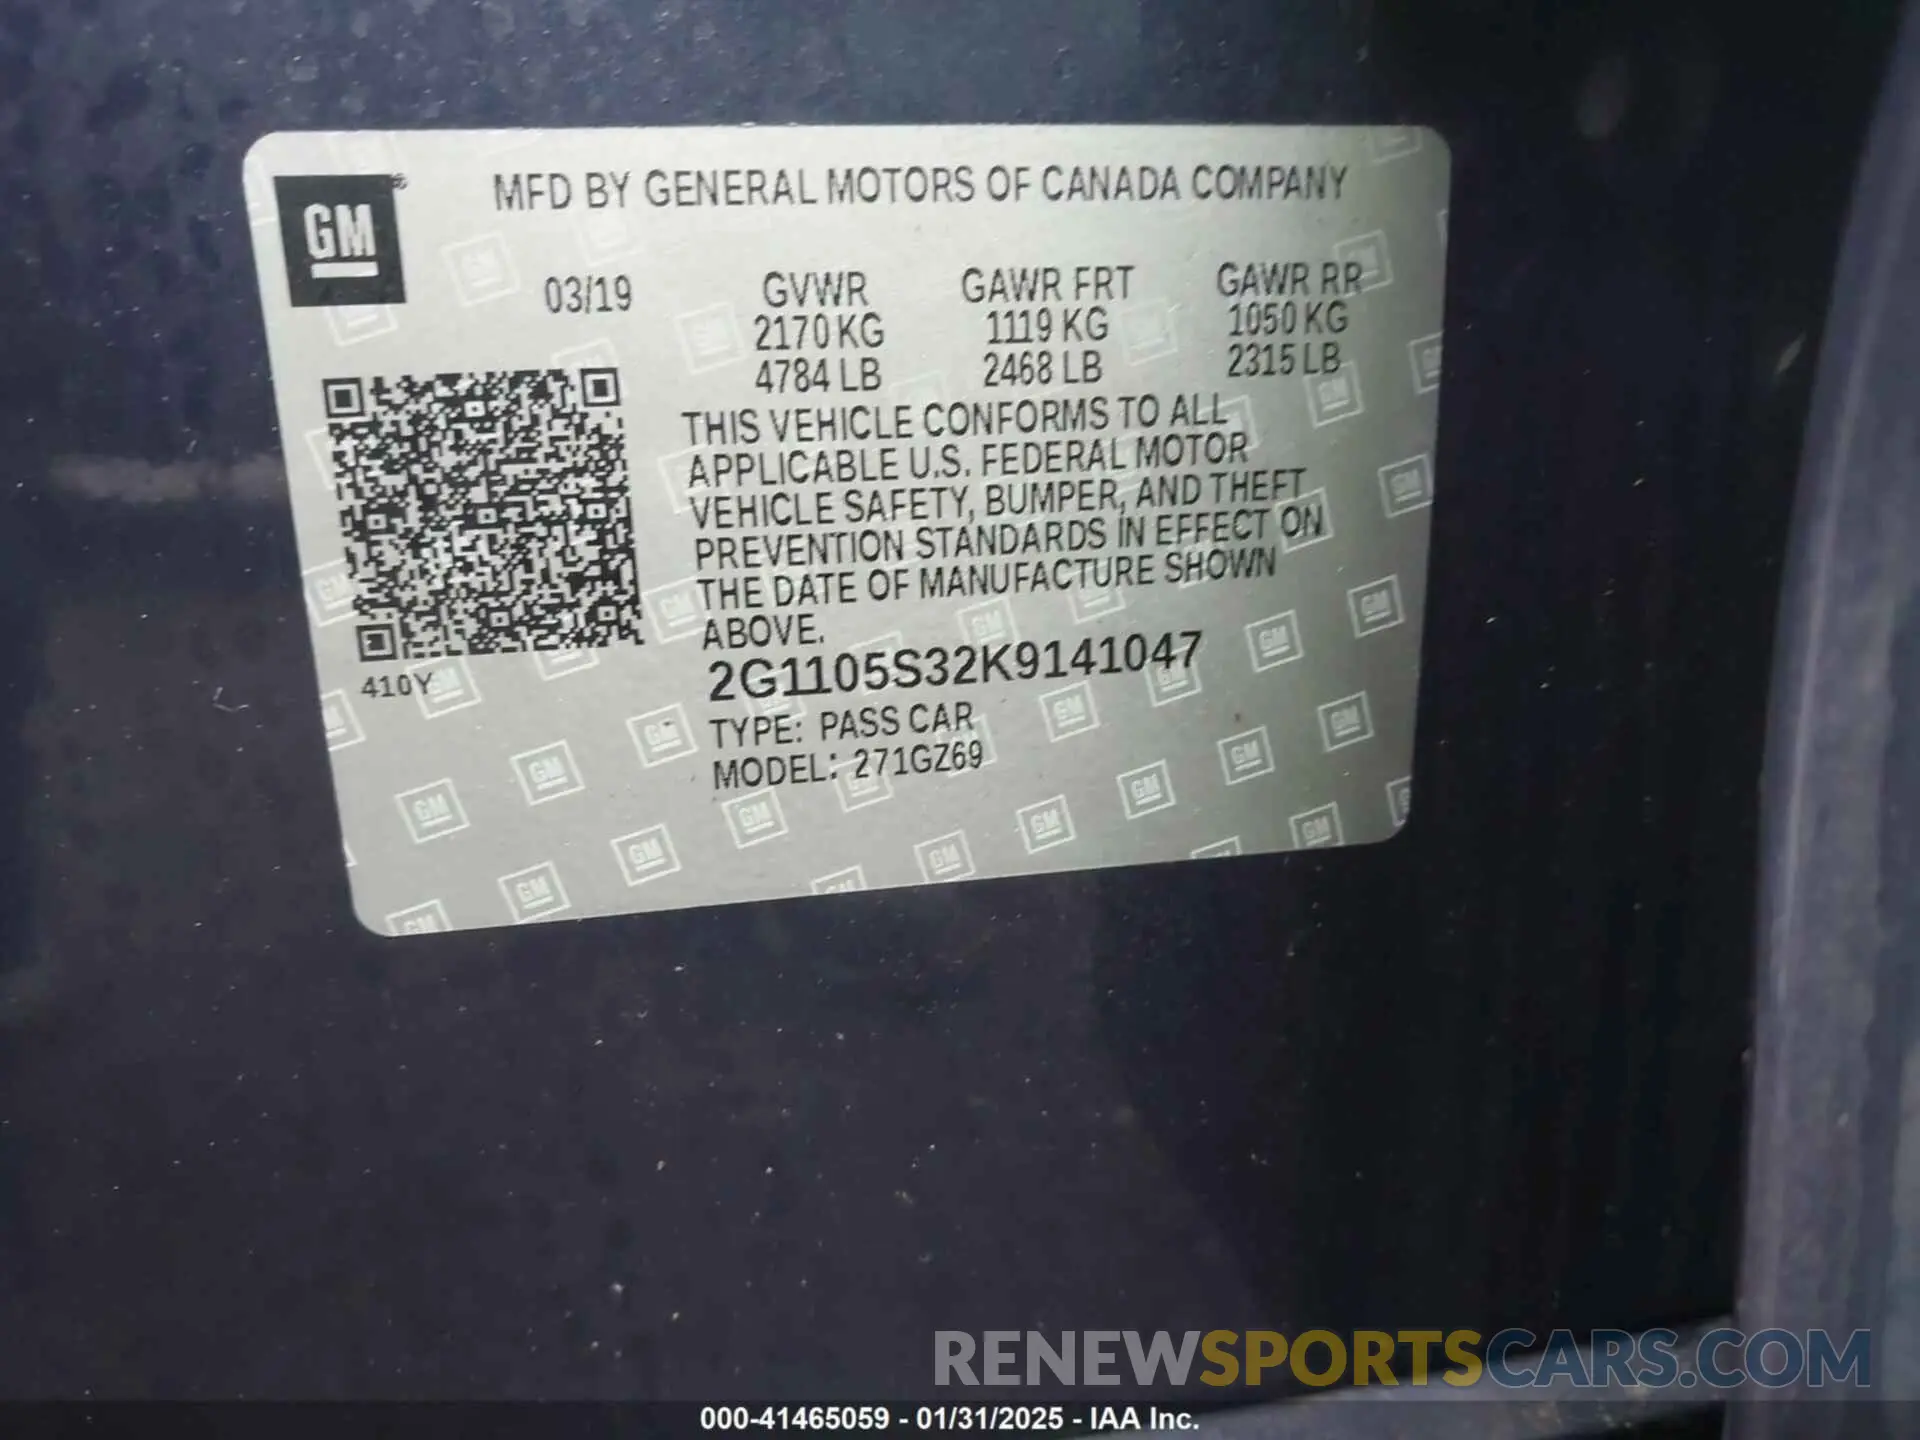 GM
MFD BY GENERAL MOTORS OF CANADA COMPANY
03/19
GVWR
2170 KG
4784 LB
GAWR FRT
1119 KG
2468 LB
GAWR RR
1050 KG
2315 LB
THIS VEHICLE CONFORMS TO ALL
APPLICABLE U.S. FEDERAL MOTOR
VEHICLE SAFETY, BUMPER, AND THEFT
PREVENTION STANDARDS IN EFFECT ON
THE DATE OF MANUFACTURE SHOWN
ABOVE.
410Y
2G1105S32K9141047
TYPE: PASS CAR
MODEL: 271GZ69
RENEWSPORTSCARS.COM
000-41465059 - 01/31/2025 - IAA Inc.